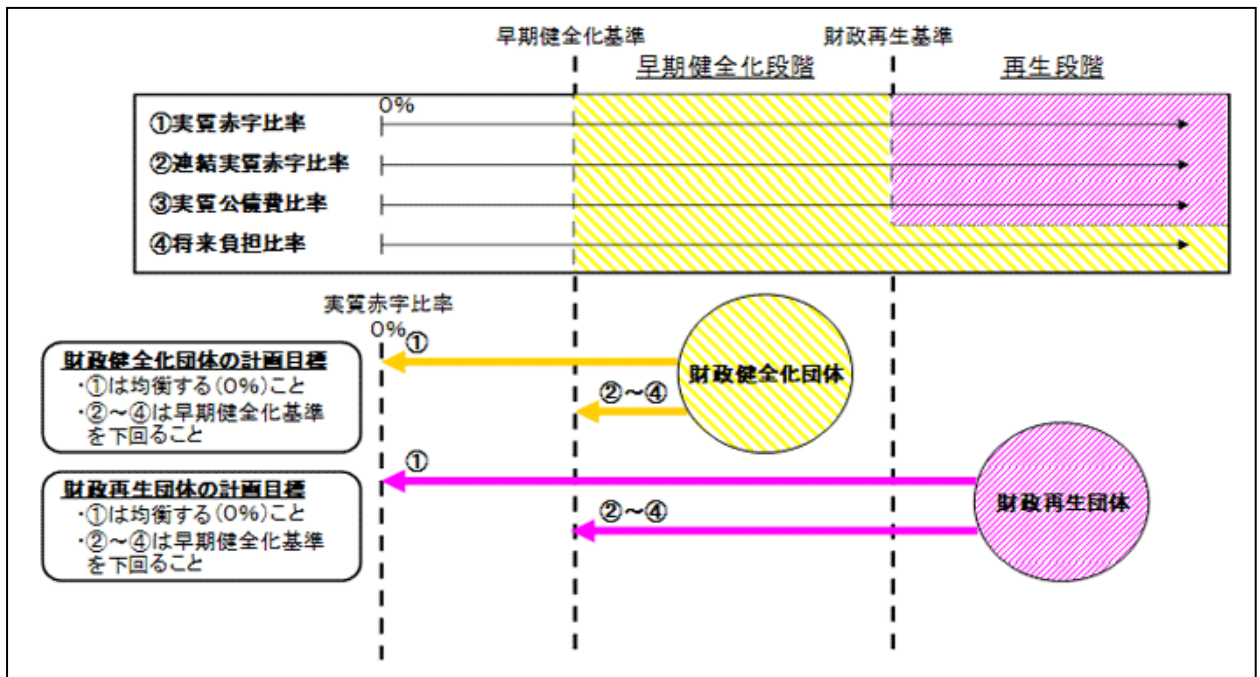 早期健全化基準
財政再生基準
早期健全化段階
再生段階
0%
①実質赤字比率
②連結実質赤字比率
③実質公債費比率
④将来負担比率
実質赤字比率
0%
①
財政健全化団体の計画目標
・①は均衡する(0%)こと
・②～④は早期健全化基準
を下回ること
②～④
財政健全化団体
①
財政再生団体の計画目標
・①は均衡する(0%)こと
・②～④は早期健全化基準
を下回ること
②～④
財政再生団体